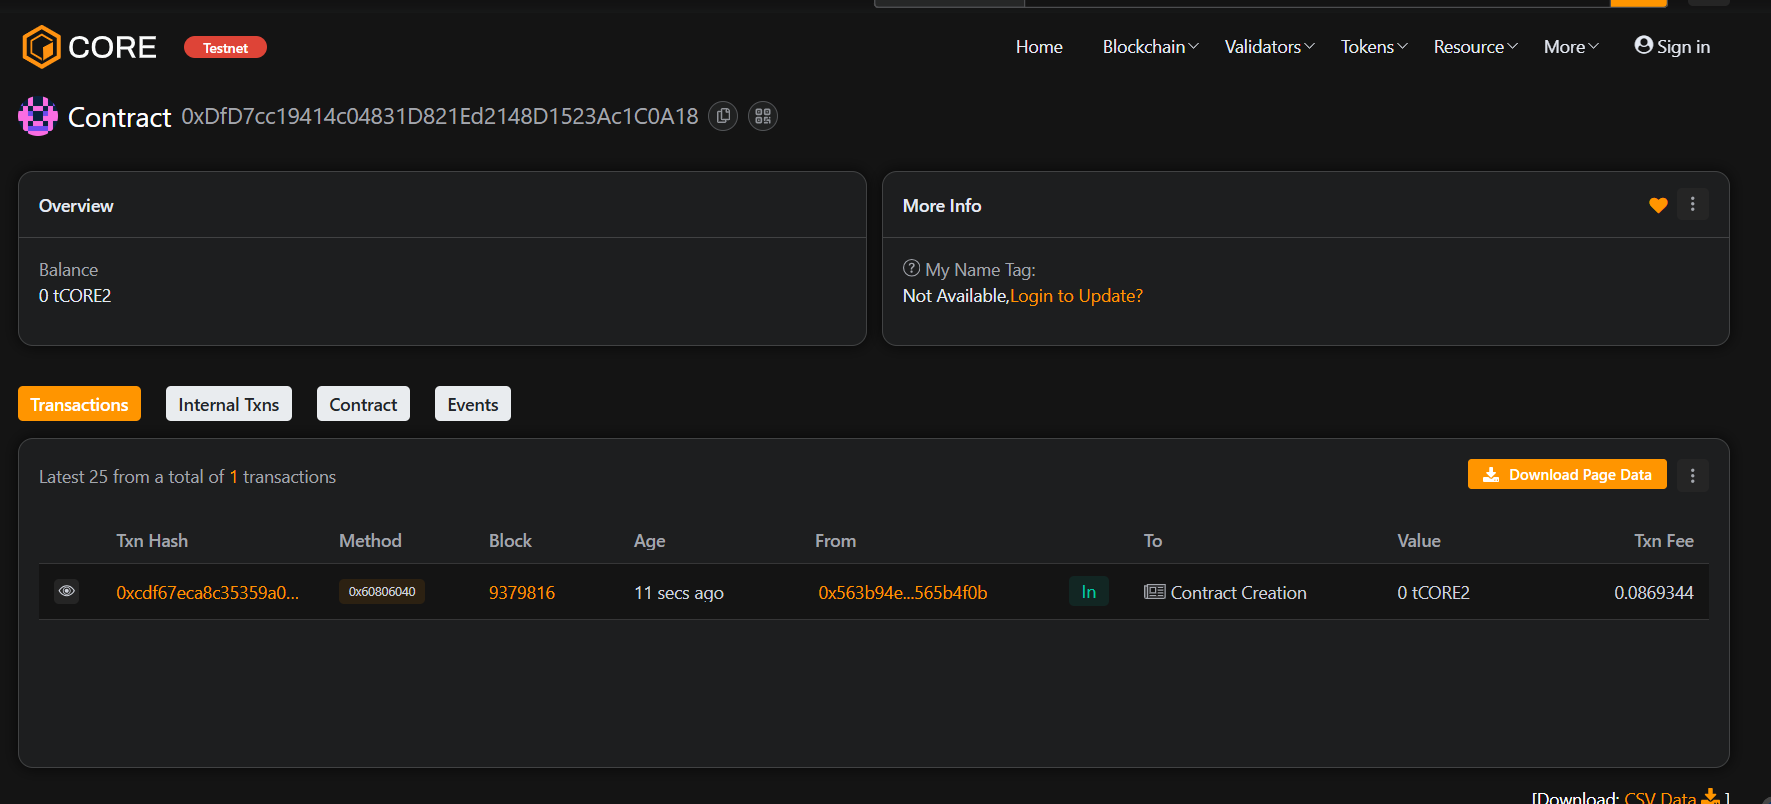 CORE Testnet Home Blockchain Validators Tokens Resource More Sign in
Contract 0xDfD7cc19414c04831D821Ed2148D1523Ac1C0A18
Overview
Balance
0 tCORE2
More Info
My Name Tag:
Not Available,Login to Update?
Transactions Internal Txns Contract Events
Latest 25 from a total of 1 transactions Download Page Data
Txn Hash Method Block Age From To Value Txn Fee
0xcdf67eca8c35359a0... 0x60806040 9379816 11 secs ago 0x563b94e...565b4f0b In Contract Creation 0 tCORE2 0.0869344
[Download: CSV Data ]